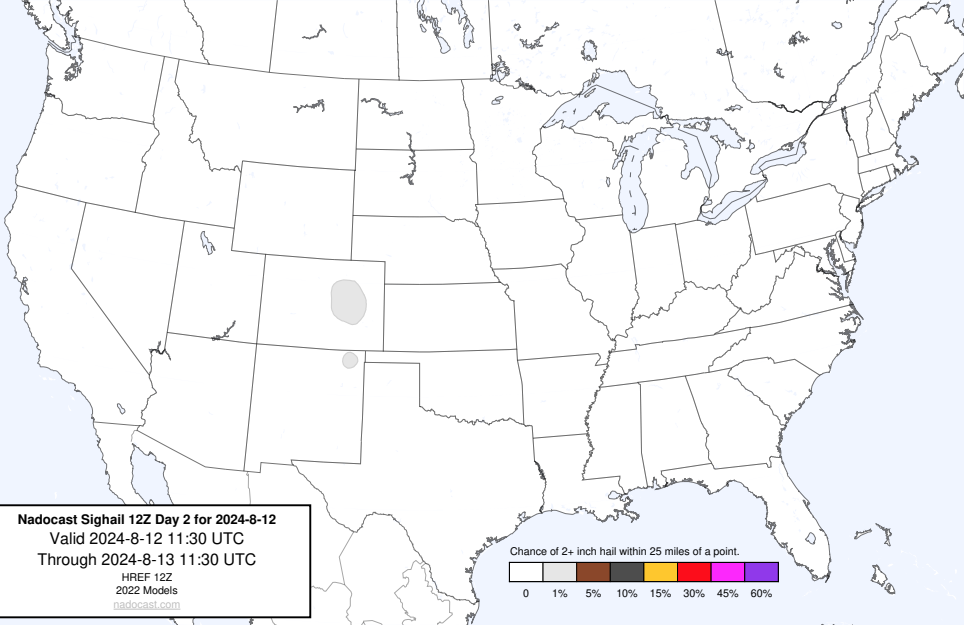 Nadocast Sighail 12Z Day 2 for 2024-8-12
Valid 2024-8-12 11:30 UTC
Through 2024-8-13 11:30 UTC
HREF 12Z
2022 Models
nadocast.com
Chance of 2+ inch hail within 25 miles of a point.
0 1% 5% 10% 15% 30% 45% 60%